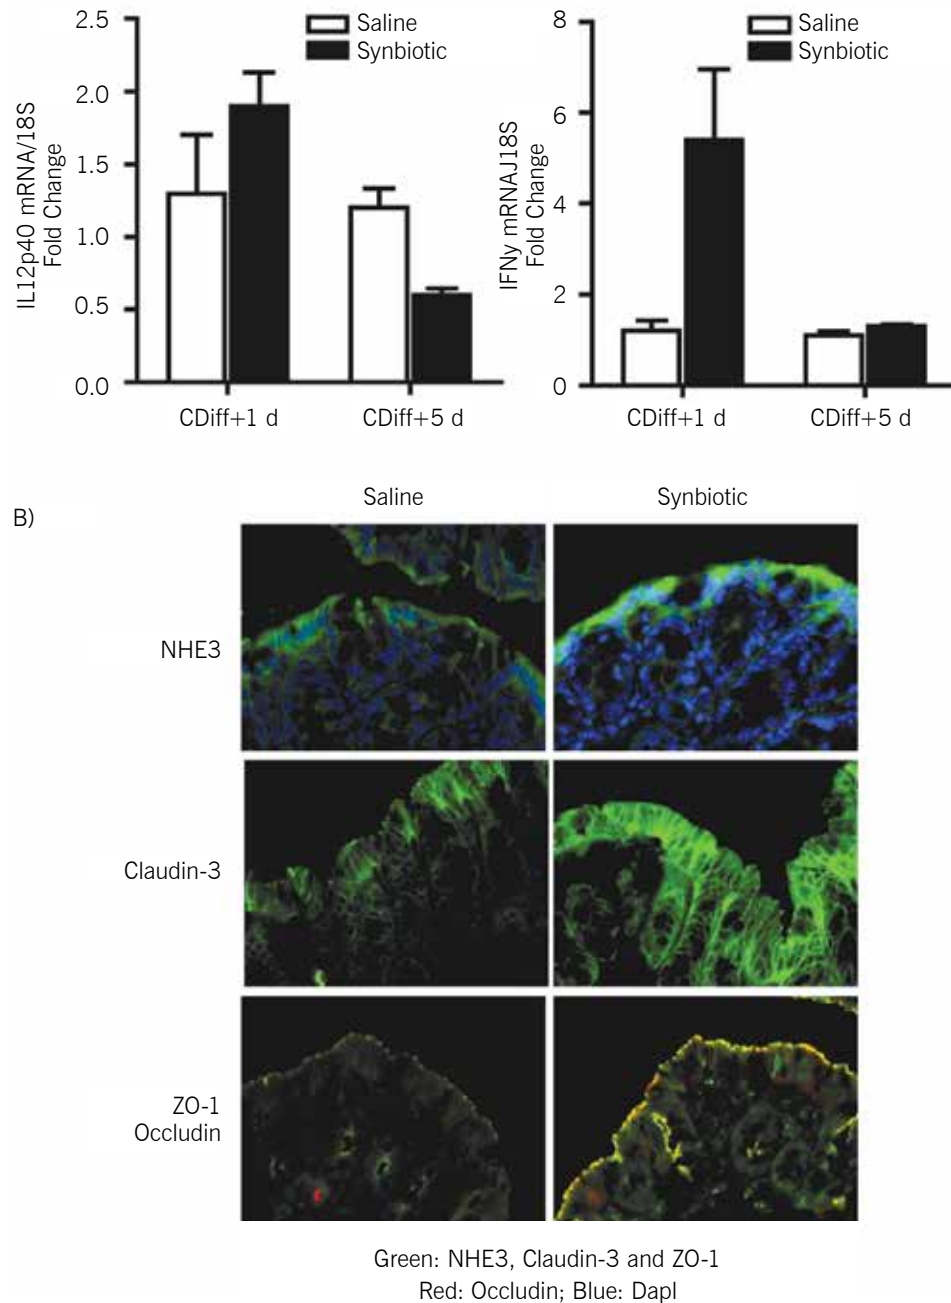 2.5
2.0
1.5
1.0
0.5
0.0
IL12p40 mRNA/18S
Fold Change
Saline
Synbiotic
CDiff+1 d
CDiff+5 d
8
6
4
2
0
IFNy mRNAJ18S
Fold Change
Saline
Synbiotic
CDiff+1 d
CDiff+5 d
B)
Saline
Synbiotic
NHE3
Claudin-3
ZO-1
Occludin
Green: NHE3, Claudin-3 and ZO-1
Red: Occludin; Blue: DapI